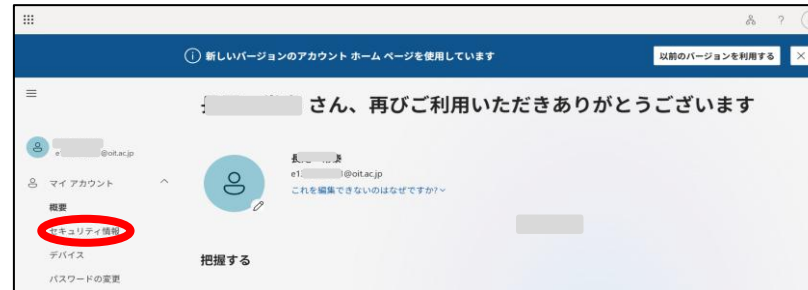 ?
新しいバージョンのアカウント ホーム ページを使用しています
以前のバージョンを利用する
さん、再びご利用いただきありがとうございます
e @oit.ac.jp
e1 @oit.ac.jp
これを編集できないのはなぜですか?
マイ アカウント
概要
セキュリティ情報
デバイス
パスワードの変更
把握する